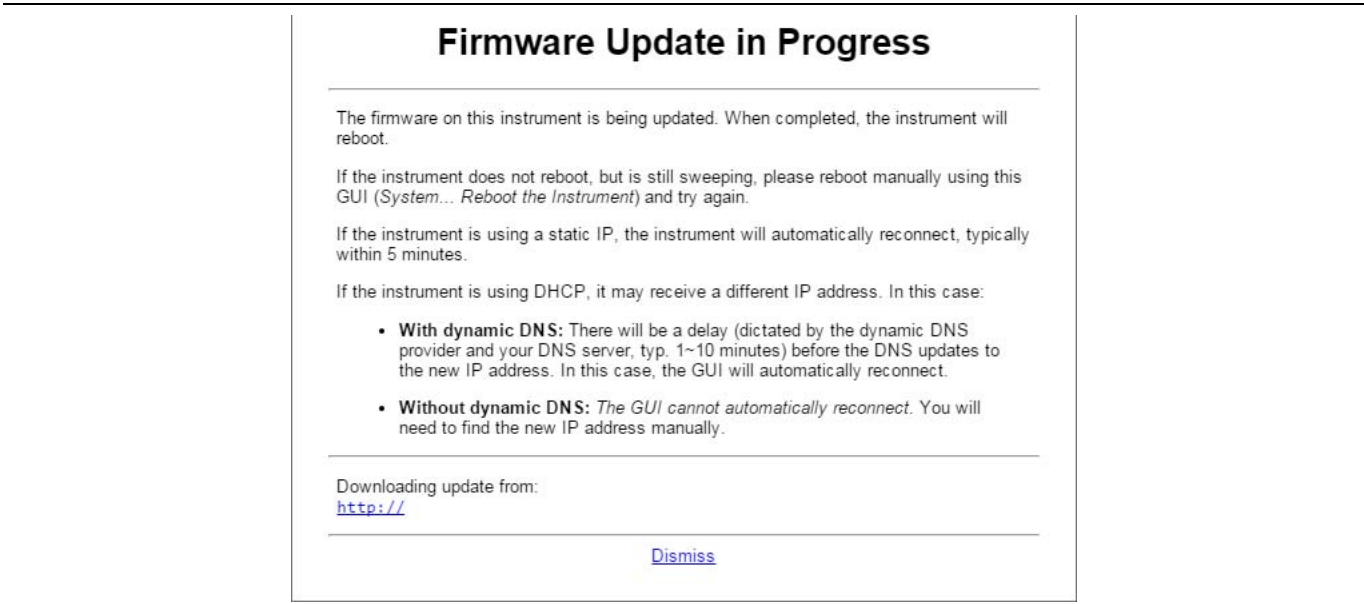 Firmware Update in Progress
The firmware on this instrument is being updated. When completed, the instrument will
reboot.
If the instrument does not reboot, but is still sweeping, please reboot manually using this
GUI (System... Reboot the Instrument) and try again.
If the instrument is using a static IP, the instrument will automatically reconnect, typically
within 5 minutes.
If the instrument is using DHCP, it may receive a different IP address. In this case:
• With dynamic DNS: There will be a delay (dictated by the dynamic DNS
provider and your DNS server, typ. 1~10 minutes) before the DNS updates to
the new IP address. In this case, the GUI will automatically reconnect.
• Without dynamic DNS: The GUI cannot automatically reconnect. You will
need to find the new IP address manually.
Downloading update from:
http://
Dismiss